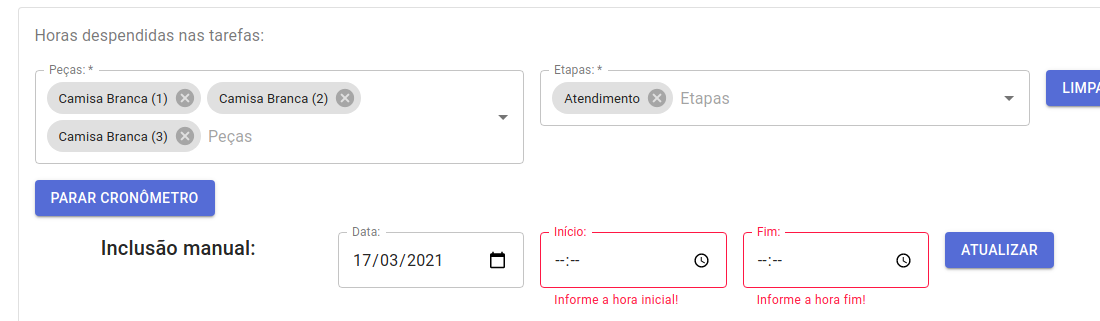 Horas despendidas nas tarefas:
Peças: *
Camisa Branca (1) Camisa Branca (2)
Camisa Branca (3) Peças
Etapas: *
Atendimento Etapas
LIMPA
PARAR CRONÔMETRO
Inclusão manual:
Data:
17/03/2021
Início:
--:--
Informe a hora inicial!
Fim:
--:--
Informe a hora fim!
ATUALIZAR